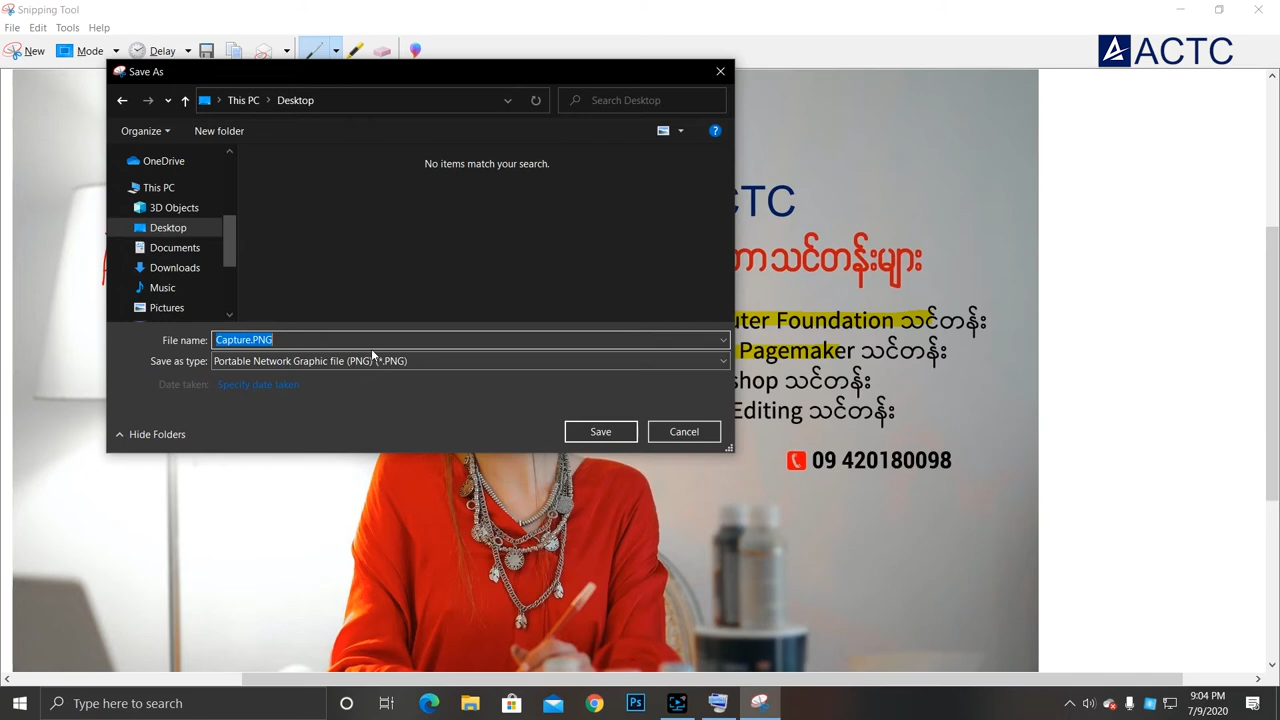 Snipping Tool
File Edit Tools Help
New Mode Delay
ACTC
Save As
This PC > Desktop
Search Desktop
Organize New folder
OneDrive
This PC
3D Objects
Desktop
Documents
Downloads
Music
Pictures
No items match your search.
File name: Capture.PNG
Save as type: Portable Network Graphic file (PNG) (*.PNG)
Date taken: Specify date taken
Hide Folders
Save Cancel
CTC
သင်တန်းများ
uter Foundation သင်တန်း
Pagemaker သင်တန်း
shop သင်တန်း
Editing သင်တန်း
09 420180098
Type here to search
Ps
9:04 PM
7/9/2020